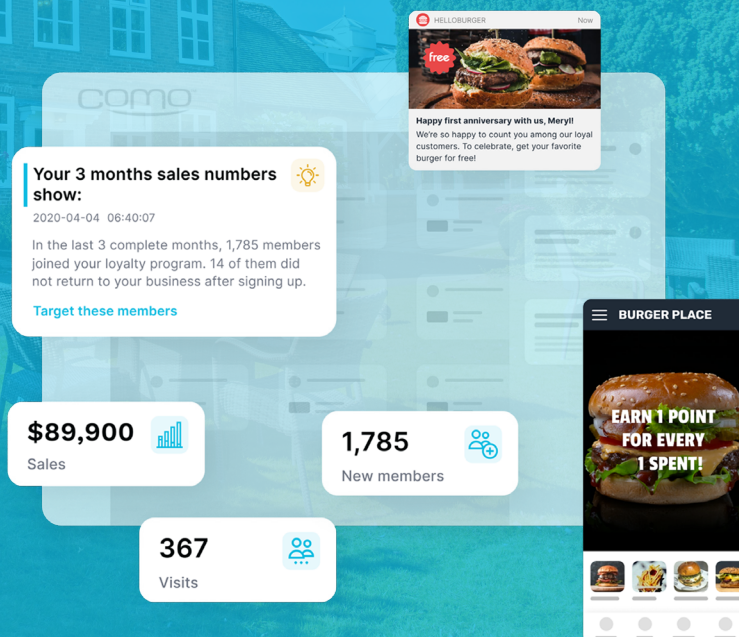 HELLOBURGER Now
free
Happy first anniversary with us, Meryl!
We're so happy to count you among our loyal
customers. To celebrate, get your favorite
burger for free!
como
Your 3 months sales numbers
show:
2020-04-04 06:40:07
In the last 3 complete months, 1,785 members
joined your loyalty program. 14 of them did
not return to your business after signing up.
Target these members
BURGER PLACE
EARN 1 POINT
FOR EVERY
1 SPENT!
$89,900
Sales
1,785
New members
367
Visits